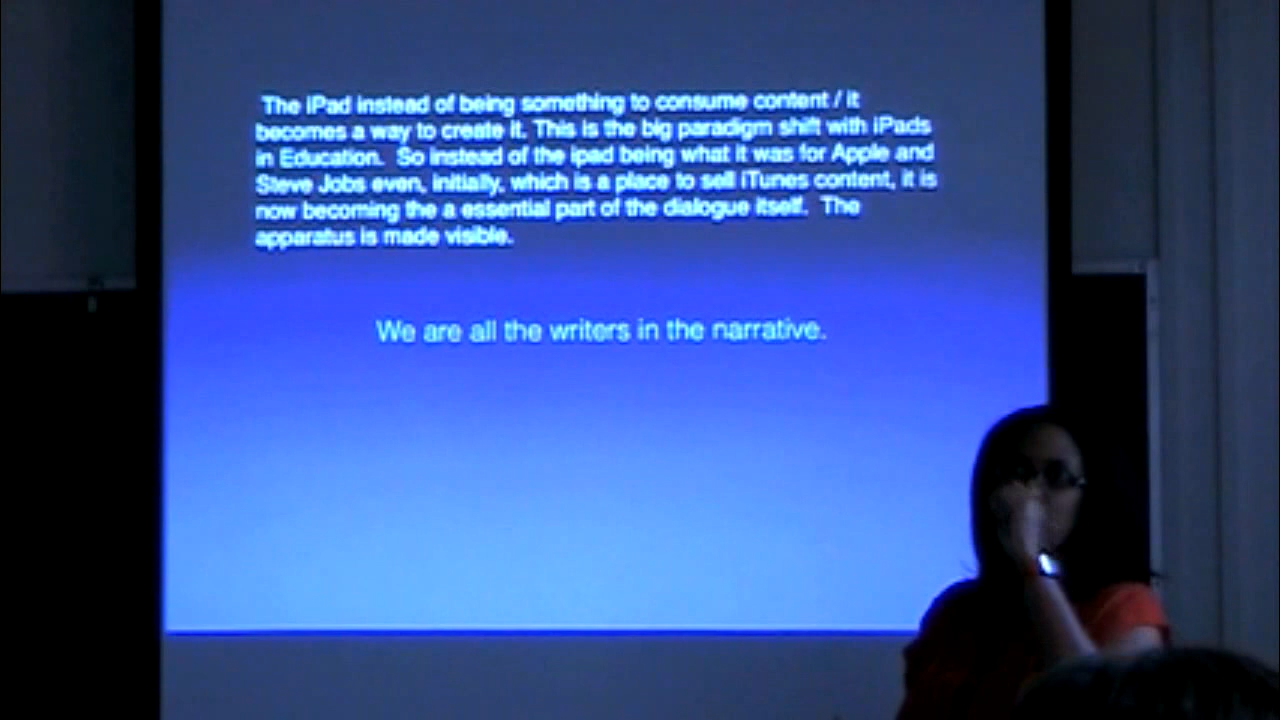 The iPad instead of being something to consume content / it
becomes a way to create it. This is the big paradigm shift with iPads
in Education. So instead of the ipad being what it was for Apple and
Steve Jobs even, initially, which is a place to sell iTunes content, it is
now becoming the a essential part of the dialogue itself. The
apparatus is made visible.
We are all the writers in the narrative.